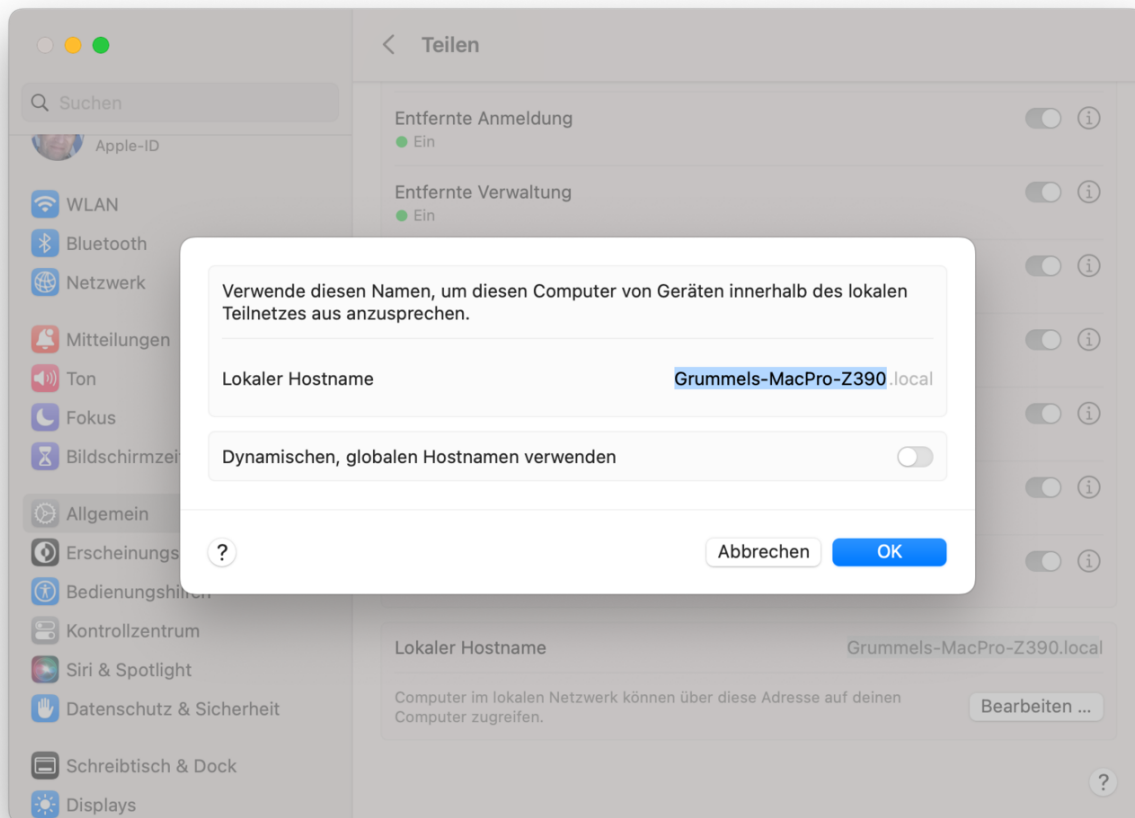 Teilen
Suchen
Apple-ID
WLAN
Bluetooth
Netzwerk
Mitteilungen
Ton
Fokus
Bildschirmzei
Allgemein
Erscheinungs
Bedienungshilfen
Kontrollzentrum
Siri & Spotlight
Datenschutz & Sicherheit
Schreibtisch & Dock
Displays
Entfernte Anmeldung
Ein
Entfernte Verwaltung
Ein
Verwende diesen Namen, um diesen Computer von Geräten innerhalb des lokalen
Teilnetzes aus anzusprechen.
Lokaler Hostname Grummels-MacPro-Z390.local
Dynamischen, globalen Hostnamen verwenden
? Abbrechen OK
Lokaler Hostname Grummels-MacPro-Z390.local
Computer im lokalen Netzwerk können über diese Adresse auf deinen
Computer zugreifen.
Bearbeiten ...
?